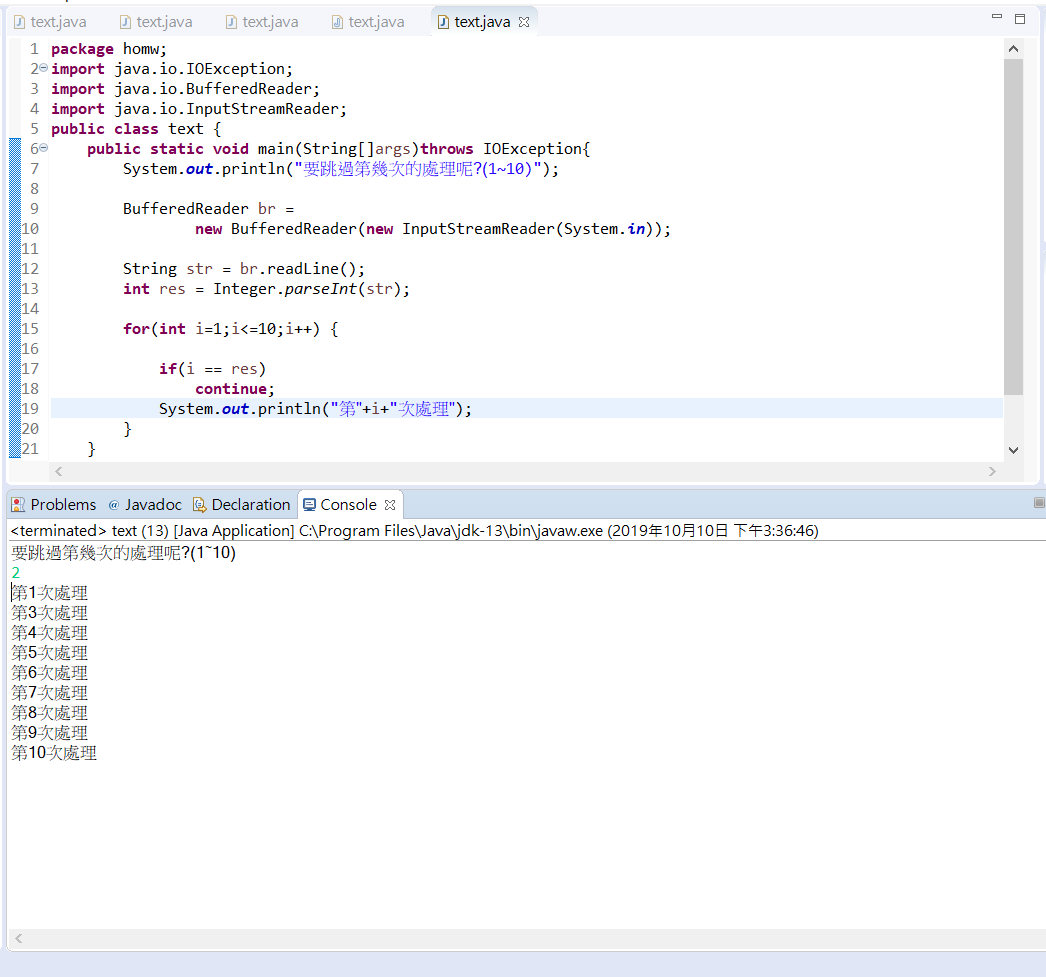 text.java text.java text.java text.java text.java
1 package homw;
2 import java.io.IOException;
3 import java.io.BufferedReader;
4 import java.io.InputStreamReader;
5 public class text {
6 public static void main(String[]args)throws IOException{
7 System.out.println("要跳過第幾次的處理呢?(1~10)");
8
9 BufferedReader br =
10 new BufferedReader(new InputStreamReader(System.in));
11
12 String str = br.readLine();
13 int res = Integer.parseInt(str);
14
15 for(int i=1;i<=10;i++) {
16
17 if(i == res)
18 continue;
19 System.out.println("第"+i+"次處理");
20 }
21 }
Problems @ Javadoc Declaration Console
<terminated> text (13) [Java Application] C:\Program Files\Java\jdk-13\bin\javaw.exe (2019年10月10日 下午3:36:46)
要跳過第幾次的處理呢?(1~10)
2
第1次處理
第3次處理
第4次處理
第5次處理
第6次處理
第7次處理
第8次處理
第9次處理
第10次處理